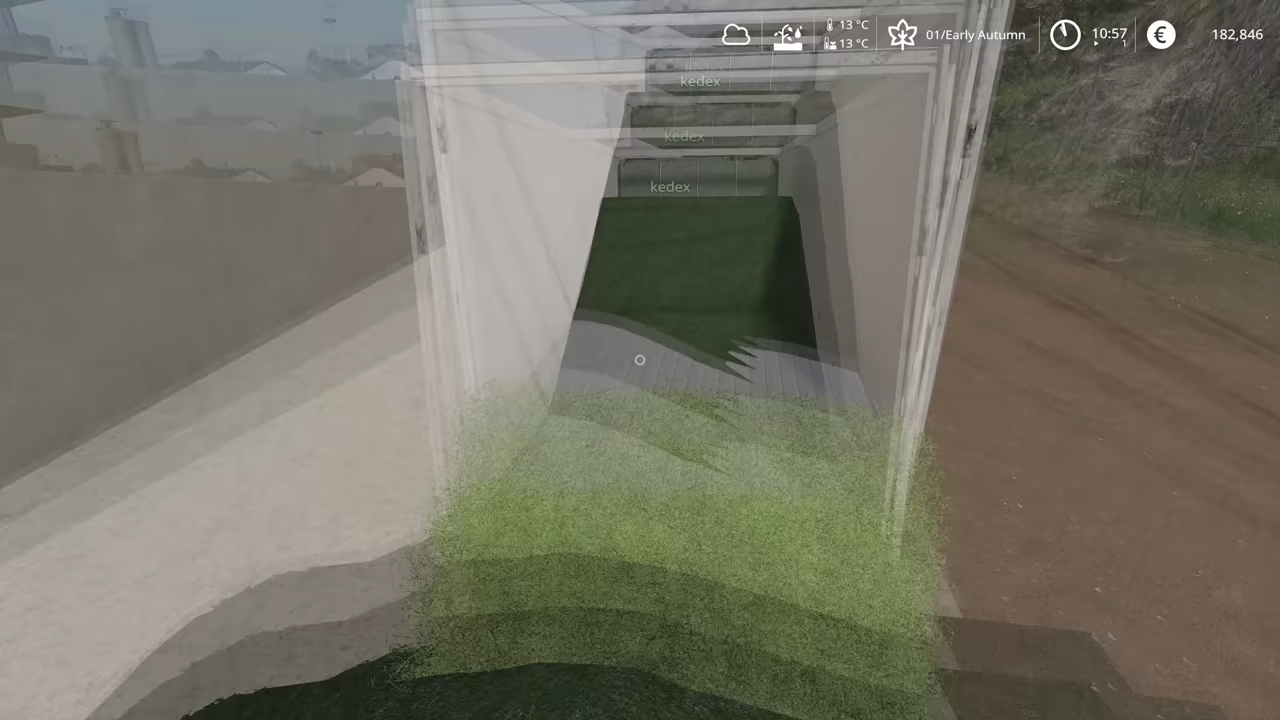 13 °C
13 °C
01/Early Autumn
10:57
1
€
182,846
kedex
kedex
kedex